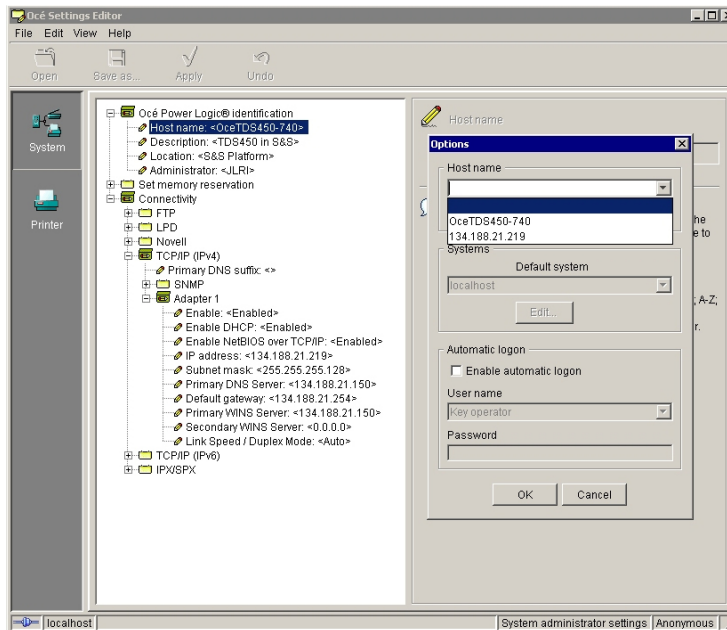 Océ Settings Editor
File Edit View Help
Open Save as... Apply Undo
System
Printer
Océ Power Logic® identification
Host name: <OceTDS450-740>
Description: <TDS450 in S&S>
Location: <S&S Platform>
Administrator: <JLRI>
Set memory reservation
Connectivity
FTP
LPD
Novell
TCP/IP (IPv4)
Primary DNS suffix: <>
SNMP
Adapter 1
Enable: <Enabled>
Enable DHCP: <Enabled>
Enable NetBIOS over TCP/IP: <Enabled>
IP address: <134.188.21.219>
Subnet mask: <255.255.255.128>
Primary DNS Server: <134.188.21.150>
Default gateway: <134.188.21.254>
Primary WINS Server: <134.188.21.150>
Secondary WINS Server: <0.0.0.0>
Link Speed / Duplex Mode: <Auto>
TCP/IP (IPv6)
IPX/SPX
Host name
Options
Host name
OceTDS450-740
134.188.21.219
Systems
Default system
localhost
Edit...
Automatic logon
Enable automatic logon
User name
Key operator
Password
OK Cancel
he
e to
; A-Z;
r.
localhost
System administrator settings Anonymous